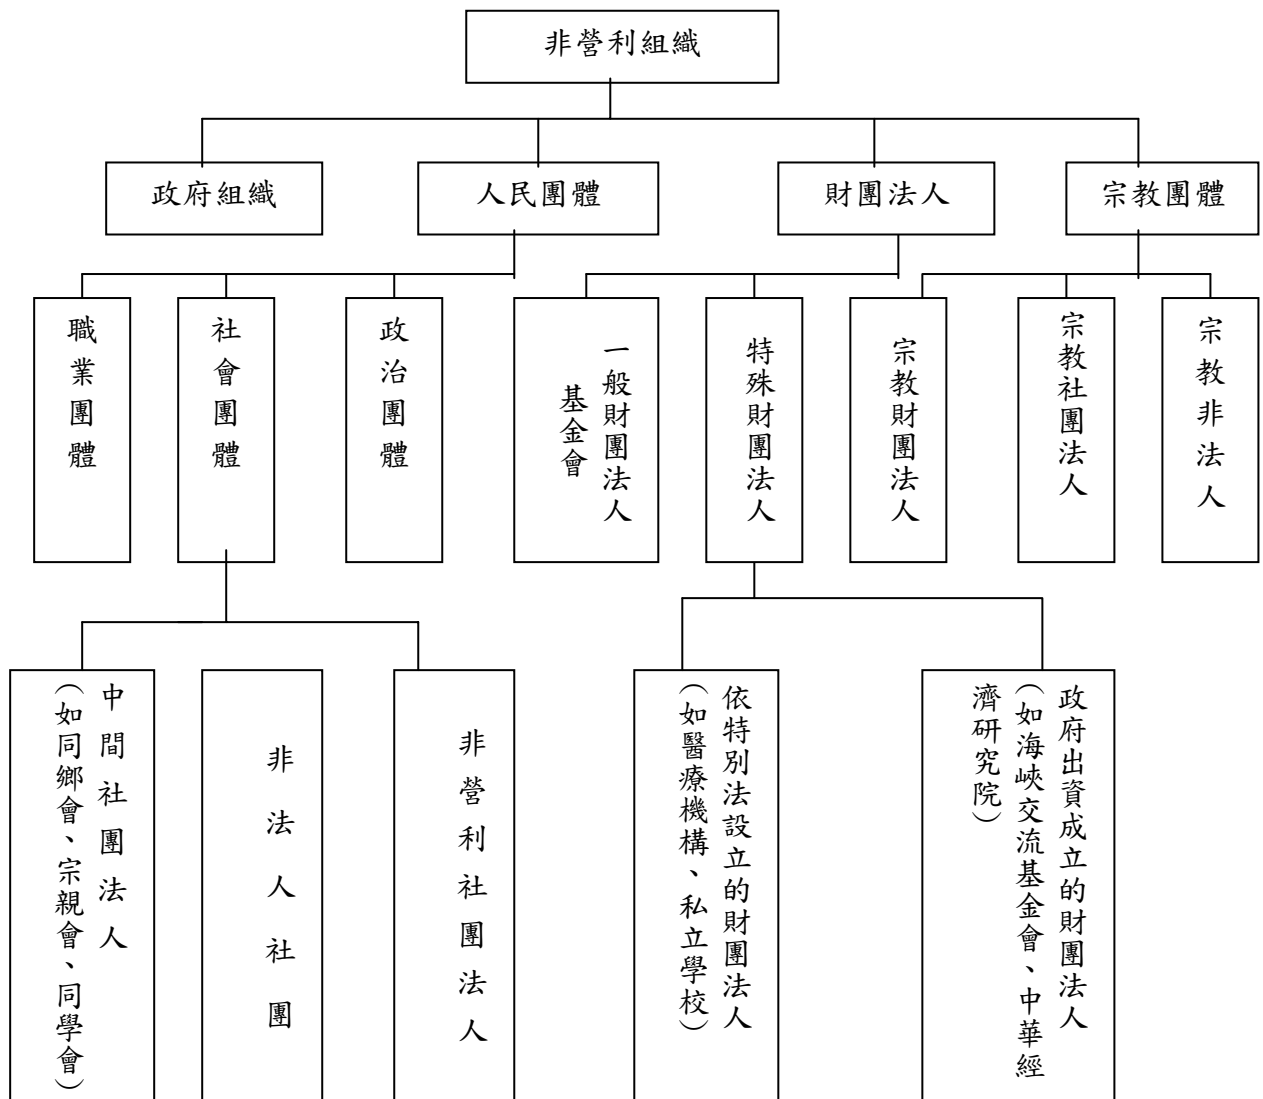 非營利組織
政府組織
人民團體
財團法人
宗教團體
職業團體
社會團體
政治團體
一般財團法人
基金會
特殊財團法人
宗教財團法人
宗教社團法人
宗教非法人
中間社團法人
（如同鄉會、宗親會、同學會）
非法人社團
非營利社團法人
依特別法設立的財團法人
（如醫療機構、私立學校）
政府出資成立的財團法人
（如海峽交流基金會、中華經
濟研究院）